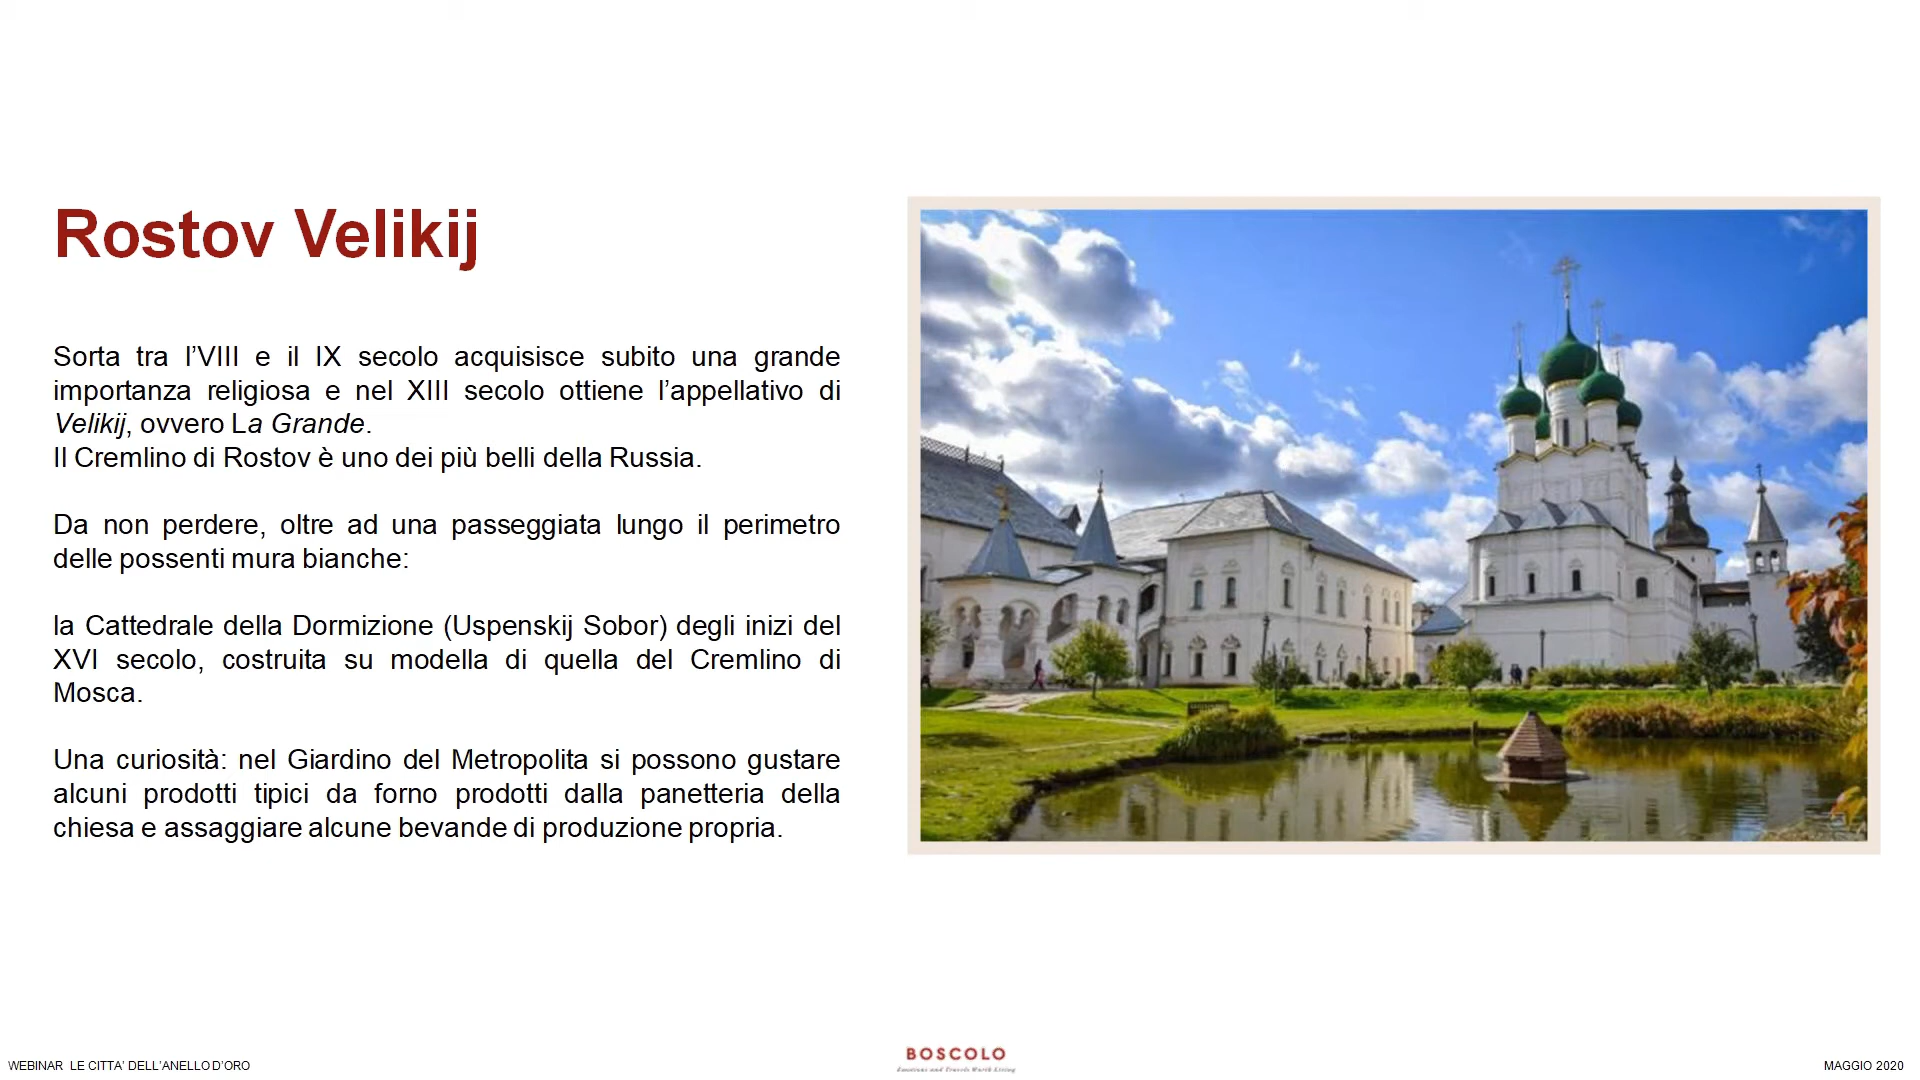 Rostov Velikij
Sorta tra l’VIII e il IX secolo acquisisce subito una grande
importanza religiosa e nel XIII secolo ottiene l’appellativo di
Velikij, ovvero La Grande.
Il Cremlino di Rostov è uno dei più belli della Russia.
Da non perdere, oltre ad una passeggiata lungo il perimetro
delle possenti mura bianche:
la Cattedrale della Dormizione (Uspenskij Sobor) degli inizi del
XVI secolo, costruita su modella di quella del Cremlino di
Mosca.
Una curiosità: nel Giardino del Metropolita si possono gustare
alcuni prodotti tipici da forno prodotti dalla panetteria della
chiesa e assaggiare alcune bevande di produzione propria.
WEBINAR LE CITTA’ DELL’ANELLO D’ORO
BOSCOLO
Emotions and Travels Worth Living
MAGGIO 2020